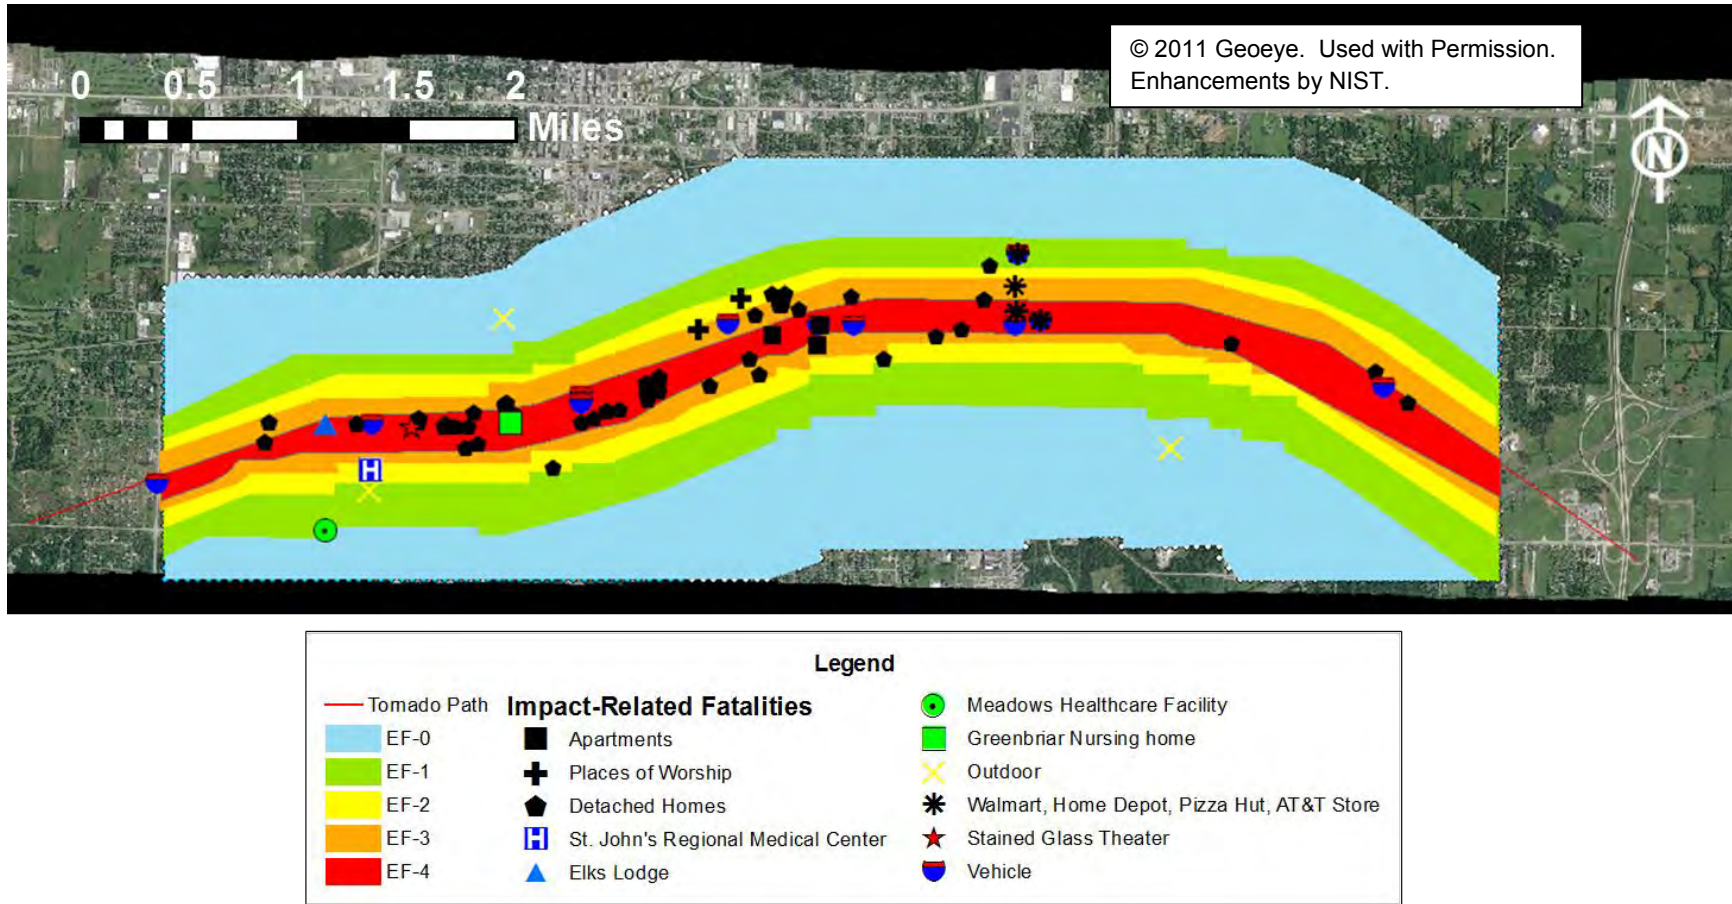 © 2011 Geoeye. Used with Permission.
Enhancements by NIST.
0 0.5 1 1.5 2
Miles
N
H
Legend
Tornado Path
EF-0
EF-1
EF-2
EF-3
EF-4
Impact-Related Fatalities
Apartments
Places of Worship
Detached Homes
H St. John's Regional Medical Center
Elks Lodge
Meadows Healthcare Facility
Greenbriar Nursing home
Outdoor
Walmart, Home Depot, Pizza Hut, AT&T Store
Stained Glass Theater
Vehicle